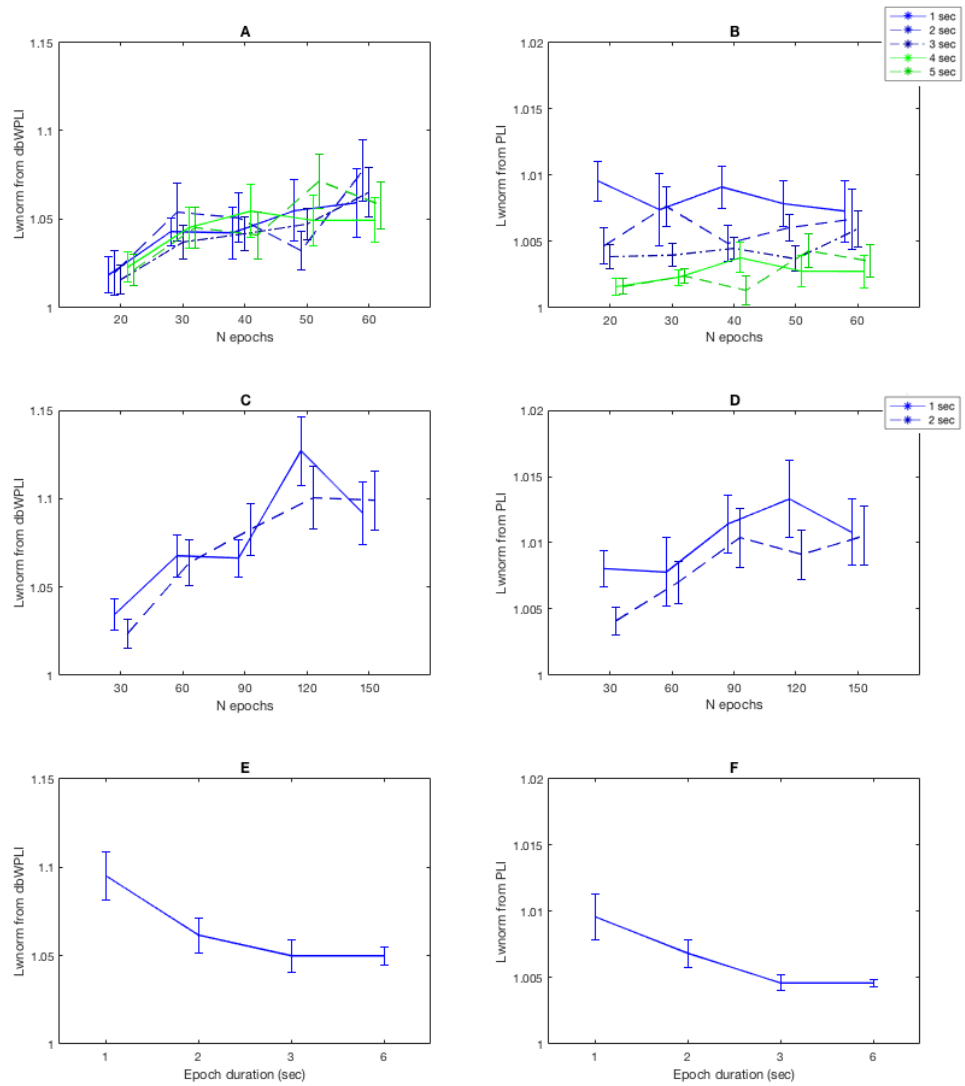 A
Lwnorm from dbWPLI
1.15
1.1
1.05
1
20 30 40 50 60
N epochs
B
Lwnorm from PLI
1.02
1.015
1.01
1.005
1
20 30 40 50 60
N epochs
1 sec
2 sec
3 sec
4 sec
5 sec
C
Lwnorm from dbWPLI
1.15
1.1
1.05
1
30 60 90 120 150
N epochs
D
Lwnorm from PLI
1.02
1.015
1.01
1.005
1
30 60 90 120 150
N epochs
1 sec
2 sec
E
Lwnorm from dbWPLI
1.15
1.1
1.05
1
1 2 3 6
Epoch duration (sec)
F
Lwnorm from PLI
1.02
1.015
1.01
1.005
1
1 2 3 6
Epoch duration (sec)